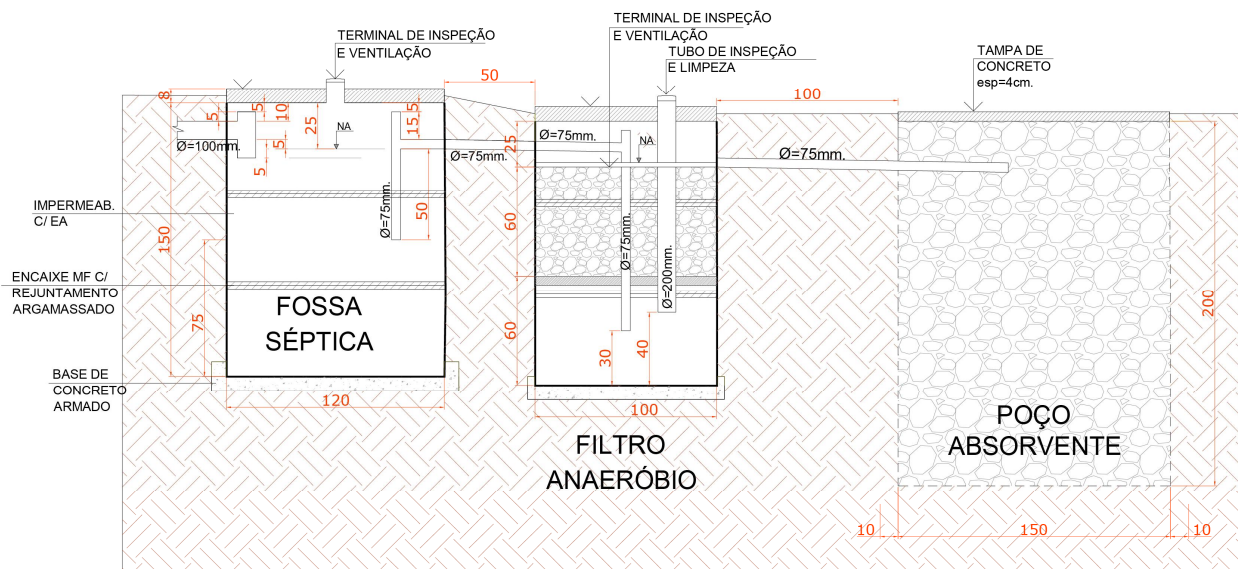 TERMINAL DE INSPEÇÃO
E VENTILAÇÃO
TERMINAL DE INSPEÇÃO
E VENTILAÇÃO
TUBO DE INSPEÇÃO
E LIMPEZA
TAMPA DE
CONCRETO
esp=4cm.
50
100
8
5
5
10
25
5
15
NA
Ø=100mm.
5
5
Ø=75mm.
Ø=75mm.
25
NA
Ø=75mm.
IMPERMEAB.
C/ EA
150
Ø=75mm.
50
60
Ø=75mm.
Ø=200mm.
ENCAIXE MF C/
REJUNTAMENTO
ARGAMASSADO
75
FOSSA
SÉPTICA
60
30
40
200
BASE DE
CONCRETO
ARMADO
120
100
FILTRO
ANAERÓBIO
POÇO
ABSORVENTE
10
150
10